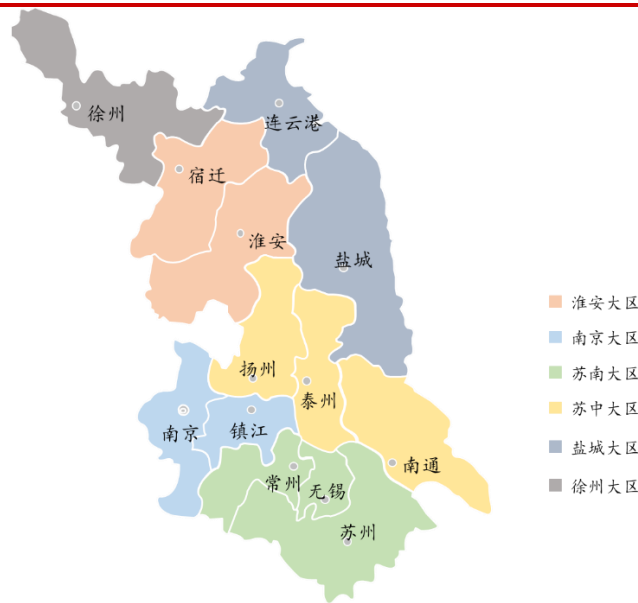 徐州
连云港
宿迁
淮安
盐城
扬州
泰州
南京
镇江
南通
常州
无锡
苏州
淮安大区
南京大区
苏南大区
苏中大区
盐城大区
徐州大区